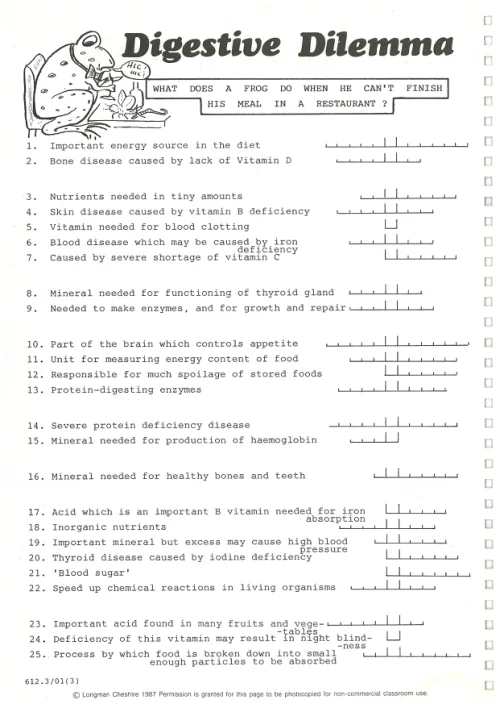 Digestive Dilemma
HIC! HIC!
WHAT DOES A FROG DO WHEN HE CAN'T FINISH
HIS MEAL IN A RESTAURANT ?
1. Important energy source in the diet
2. Bone disease caused by lack of Vitamin D
3. Nutrients needed in tiny amounts
4. Skin disease caused by vitamin B deficiency
5. Vitamin needed for blood clotting
6. Blood disease which may be caused by iron
deficiency
7. Caused by severe shortage of vitamin C
8. Mineral needed for functioning of thyroid gland
9. Needed to make enzymes, and for growth and repair
10. Part of the brain which controls appetite
11. Unit for measuring energy content of food
12. Responsible for much spoilage of stored foods
13. Protein-digesting enzymes
14. Severe protein deficiency disease
15. Mineral needed for production of haemoglobin
16. Mineral needed for healthy bones and teeth
17. Acid which is an important B vitamin needed for iron
absorption
18. Inorganic nutrients
19. Important mineral but excess may cause high blood
pressure
20. Thyroid disease caused by iodine deficiency
21. 'Blood sugar'
22. Speed up chemical reactions in living organisms
23. Important acid found in many fruits and vege-
-tables
24. Deficiency of this vitamin may result in night blind-
-ness
25. Process by which food is broken down into small
enough particles to be absorbed
612.3/01(3)
© Longman Cheshire 1987 Permission is granted for this page to be photocopied for non-commercial classroom use.